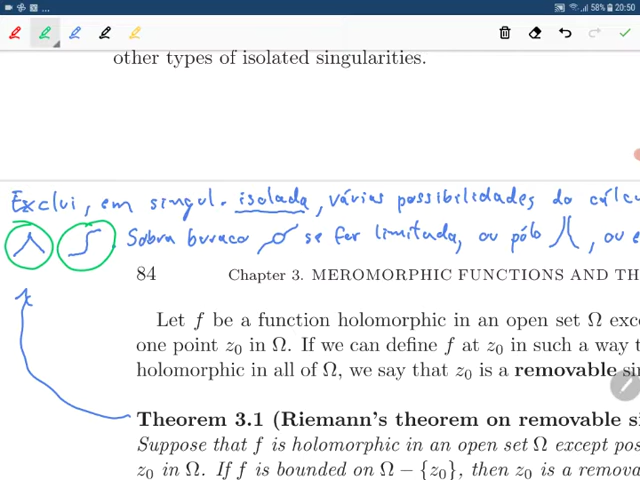 ... 58% 20:50
other types of isolated singularities.
Exclui, em singul. isolada, várias possibilidades do cálcu
Sobra buraco se for limitada, ou pólo , ou e
84 Chapter 3. MEROMORPHIC FUNCTIONS AND TH
Let f be a function holomorphic in an open set Ω exc
one point z₀ in Ω. If we can define f at z₀ in such a way t
holomorphic in all of Ω, we say that z₀ is a removable sin
Theorem 3.1 (Riemann's theorem on removable si
Suppose that f is holomorphic in an open set Ω except pos
z₀ in Ω. If f is bounded on Ω − {z₀}, then z₀ is a remova